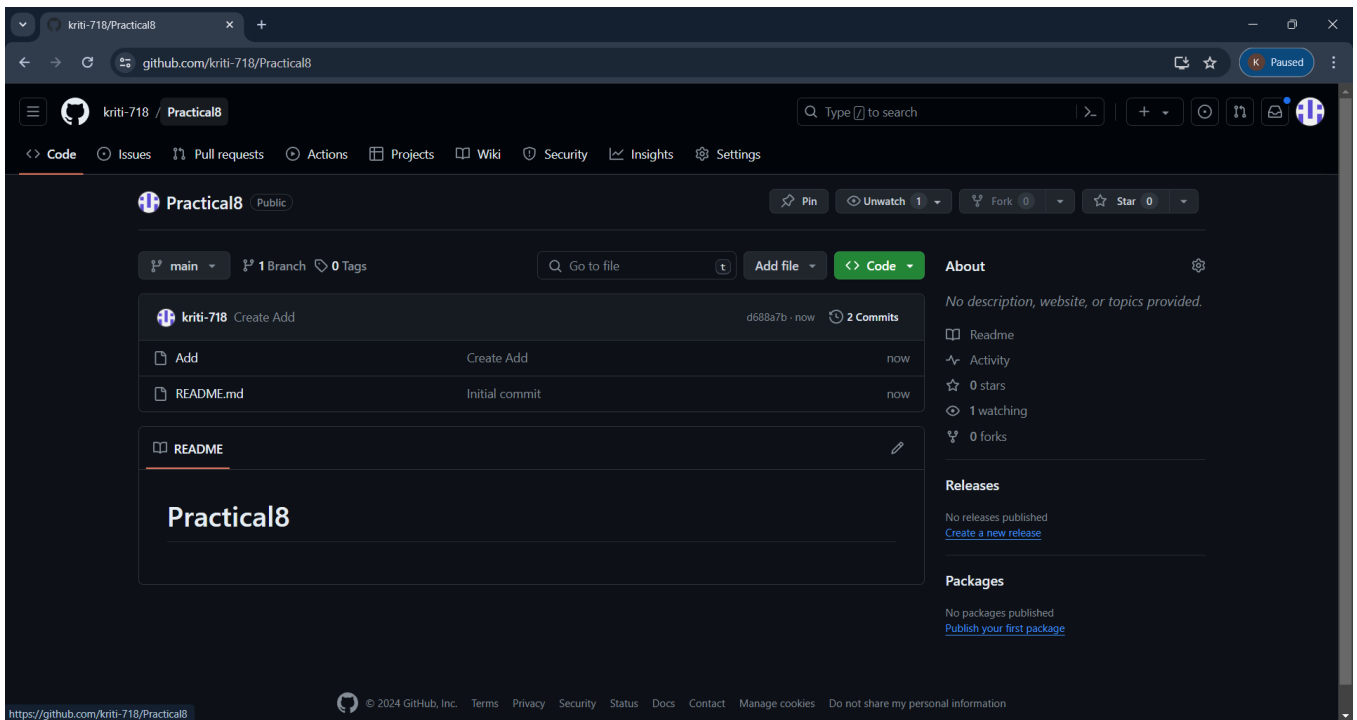 kriti-718/Practical8
github.com/kriti-718/Practical8
K Paused
kriti-718 / Practical8
Type / to search
Code Issues Pull requests Actions Projects Wiki Security Insights Settings
Practical8 Public
Pin Unwatch 1 Fork 0 Star 0
main 1 Branch 0 Tags
Go to file t Add file Code
kriti-718 Create Add d688a7b · now 2 Commits
Add Create Add now
README.md Initial commit now
README
Practical8
About
No description, website, or topics provided.
Readme
Activity
0 stars
1 watching
0 forks
Releases
No releases published
Create a new release
Packages
No packages published
Publish your first package
© 2024 GitHub, Inc. Terms Privacy Security Status Docs Contact Manage cookies Do not share my personal information
https://github.com/kriti-718/Practical8